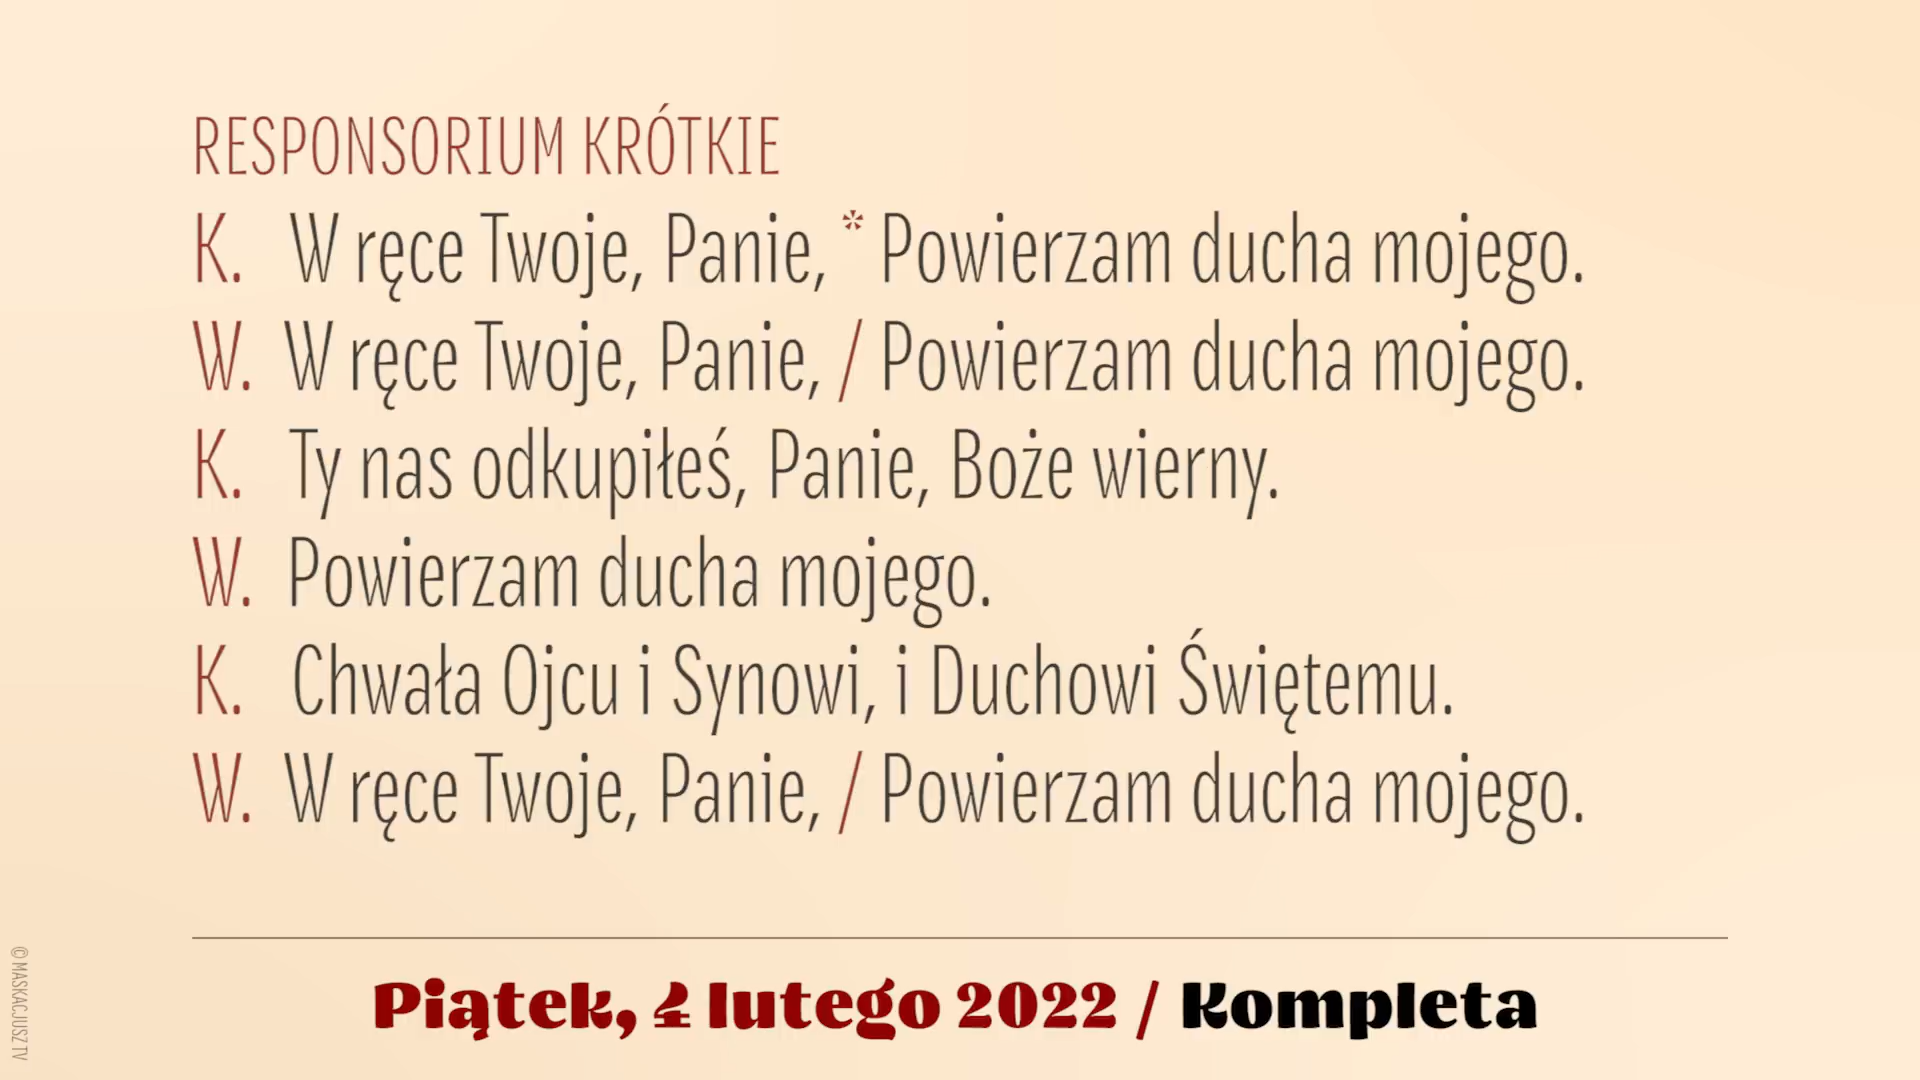 RESPONSORIUM KRÓTKIE
K. W ręce Twoje, Panie, * Powierzam ducha mojego.
W. W ręce Twoje, Panie, / Powierzam ducha mojego.
K. Ty nas odkupiłeś, Panie, Boże wierny.
W. Powierzam ducha mojego.
K. Chwała Ojcu i Synowi, i Duchowi Świętemu.
W. W ręce Twoje, Panie, / Powierzam ducha mojego.
Piątek, 4 lutego 2022 / Kompleta
© MASKACJUSZ TV